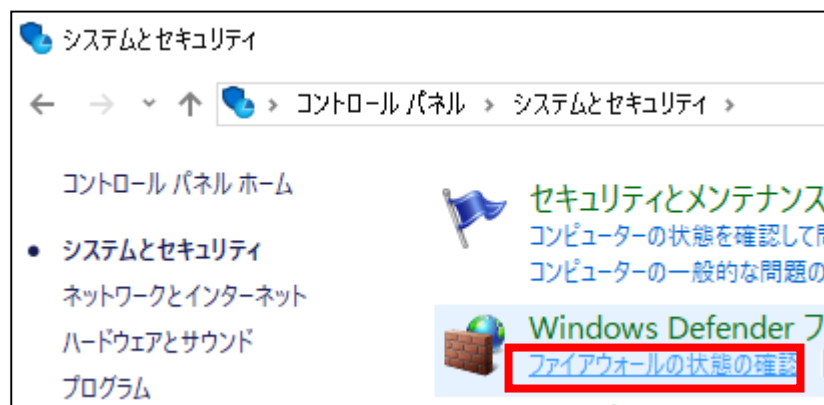 システムとセキュリティ
コントロール パネル > システムとセキュリティ >
コントロール パネル ホーム
システムとセキュリティ
ネットワークとインターネット
ハードウェアとサウンド
プログラム
セキュリティとメンテナンス
コンピューターの状態を確認して
コンピューターの一般的な問題の
Windows Defender フ
ファイアウォールの状態の確認